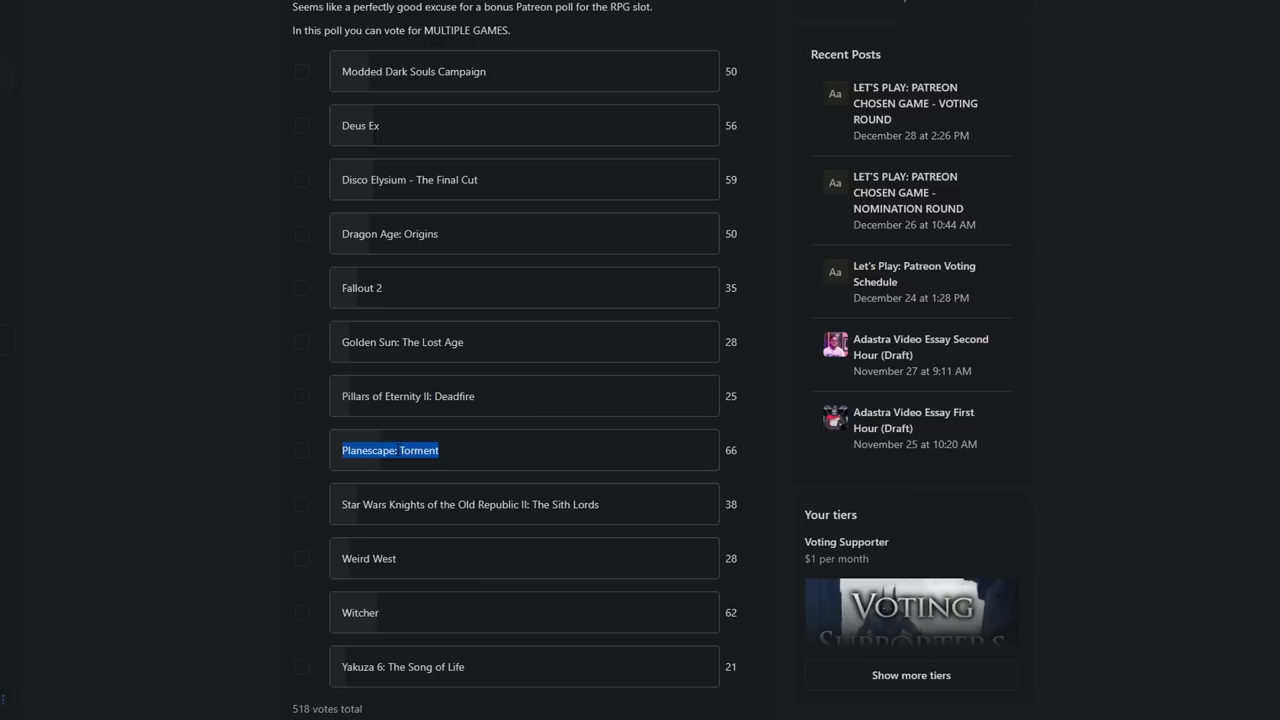 Seems like a perfectly good excuse for a bonus Patreon poll for the RPG slot.
In this poll you can vote for MULTIPLE GAMES.
Modded Dark Souls Campaign 50
Deus Ex 56
Disco Elysium - The Final Cut 59
Dragon Age: Origins 50
Fallout 2 35
Golden Sun: The Lost Age 28
Pillars of Eternity II: Deadfire 25
Planescape: Torment 66
Star Wars Knights of the Old Republic II: The Sith Lords 38
Weird West 28
Witcher 62
Yakuza 6: The Song of Life 21
518 votes total
Recent Posts
Aa
LET'S PLAY: PATREON
CHOSEN GAME - VOTING
ROUND
December 28 at 2:26 PM
Aa
LET'S PLAY: PATREON
CHOSEN GAME -
NOMINATION ROUND
December 26 at 10:44 AM
Aa
Let's Play: Patreon Voting
Schedule
December 24 at 1:28 PM
Adastra Video Essay Second
Hour (Draft)
November 27 at 9:11 AM
Adastra Video Essay First
Hour (Draft)
November 25 at 10:20 AM
Your tiers
Voting Supporter
$1 per month
VOTING
SUPPORTERS
Show more tiers